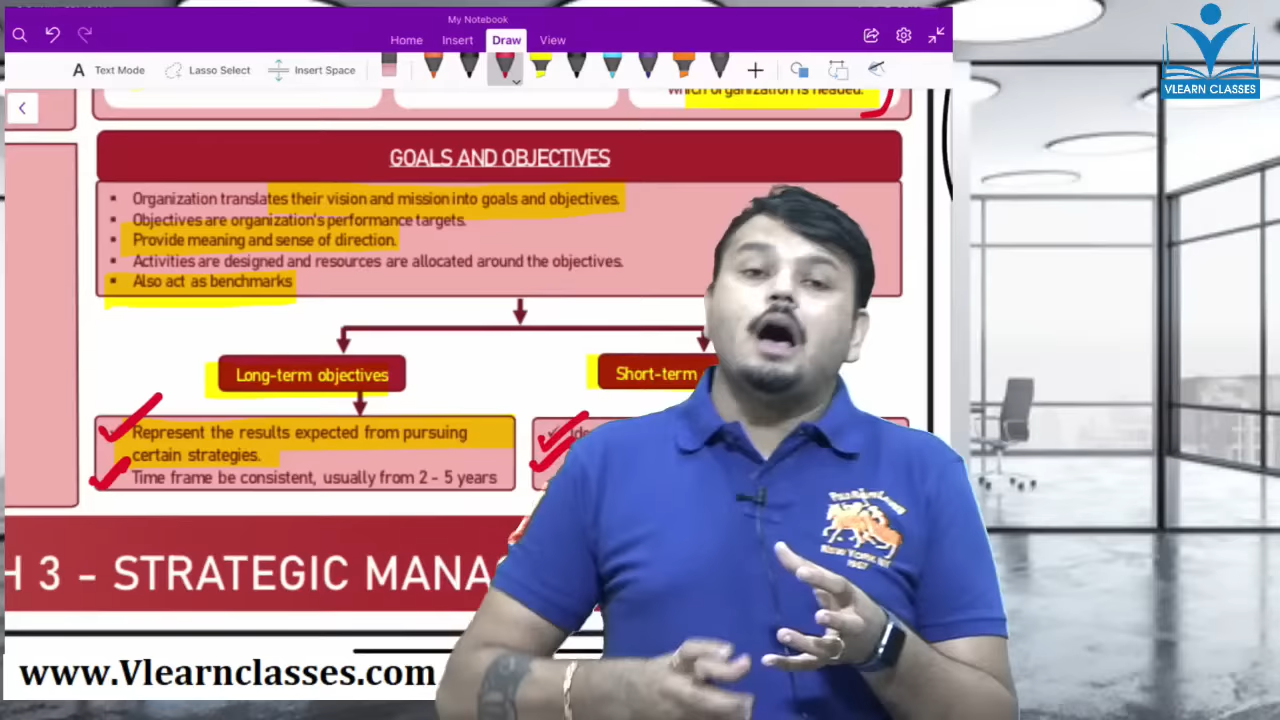 My Notebook
Home Insert Draw View
Text Mode Lasso Select Insert Space
VLEARN CLASSES
which organization is needed.
GOALS AND OBJECTIVES
▪ Organization translates their vision and mission into goals and objectives.
▪ Objectives are organization's performance targets.
▪ Provide meaning and sense of direction.
▪ Activities are designed and resources are allocated around the objectives.
▪ Also act as benchmarks
Long-term objectives
Short-term
Represent the results expected from pursuing
certain strategies.
Time frame be consistent, usually from 2 - 5 years
H 3 - STRATEGIC MANA
www.Vlearnclasses.com
NEW YORK